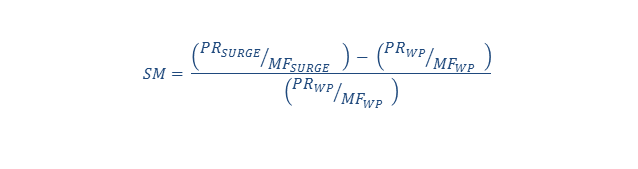 SM = ((PR_SURGE/MF_SURGE) − (PR_WP/MF_WP)) / (PR_WP/MF_WP)